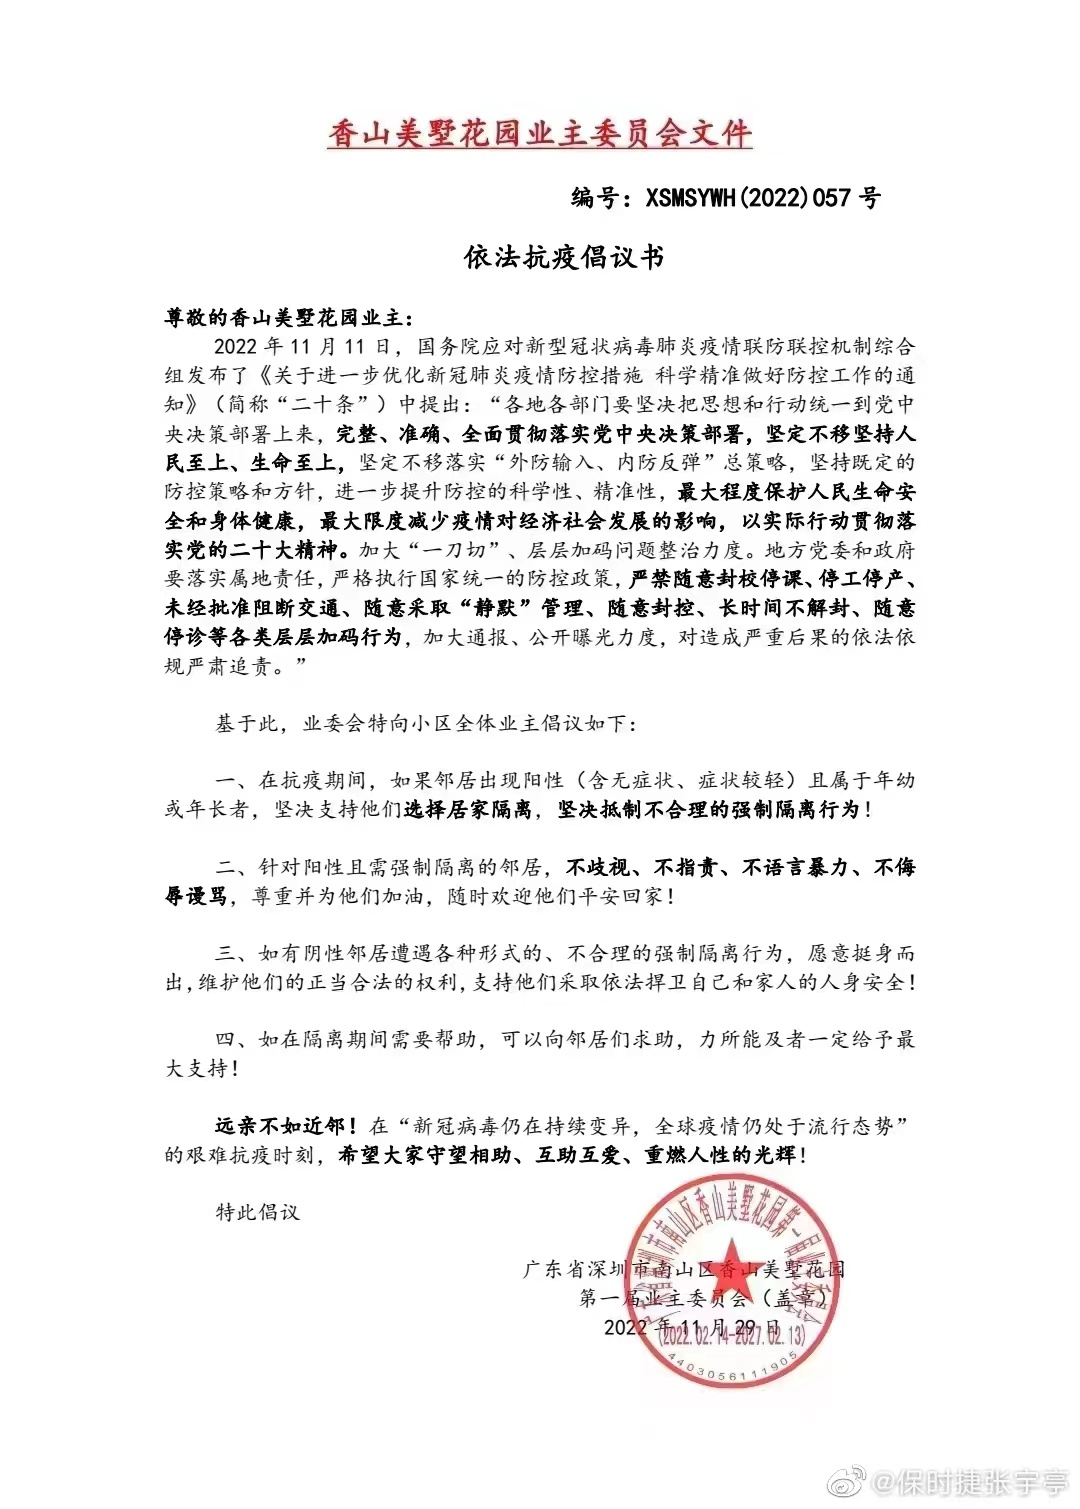 香山美墅花园业主委员会文件
编号：XSMSYWH(2022)057号
依法抗疫倡议书
尊敬的香山美墅花园业主：
2022年11月11日，国务院应对新型冠状病毒肺炎疫情联防联控机制综合
组发布了《关于进一步优化新冠肺炎疫情防控措施 科学精准做好防控工作的通
知》（简称“二十条”）中提出：“各地各部门要坚决把思想和行动统一到党中
央决策部署上来，完整、准确、全面贯彻落实党中央决策部署，坚定不移坚持人
民至上、生命至上，坚定不移落实“外防输入、内防反弹”总策略，坚持既定的
防控策略和方针，进一步提升防控的科学性、精准性，最大程度保护人民生命安
全和身体健康，最大限度减少疫情对经济社会发展的影响，以实际行动贯彻落
实党的二十大精神。加大“一刀切”、层层加码问题整治力度。地方党委和政府
要落实属地责任，严格执行国家统一的防控政策，严禁随意封校停课、停工停产、
未经批准阻断交通、随意采取“静默”管理、随意封控、长时间不解封、随意
停诊等各类层层加码行为，加大通报、公开曝光力度，对造成严重后果的依法依
规严肃追责。”
基于此，业委会特向小区全体业主倡议如下：
一、在抗疫期间，如果邻居出现阳性（含无症状、症状较轻）且属于年幼
或年长者，坚决支持他们选择居家隔离，坚决抵制不合理的强制隔离行为！
二、针对阳性且需强制隔离的邻居，不歧视、不指责、不语言暴力、不侮
辱谩骂，尊重并为他们加油，随时欢迎他们平安回家！
三、如有阴性邻居遭遇各种形式的、不合理的强制隔离行为，愿意挺身而
出，维护他们的正当合法的权利，支持他们采取依法捍卫自己和家人的人身安全！
四、如在隔离期间需要帮助，可以向邻居们求助，力所能及者一定给予最
大支持！
远亲不如近邻！在“新冠病毒仍在持续变异，全球疫情仍处于流行态势”
的艰难抗疫时刻，希望大家守望相助、互助互爱、重燃人性的光辉！
特此倡议
广东省深圳市南山区香山美墅花园
第一届业主委员会（盖章）
2022年11月29日
(2022.02.14-2027.02.13)
4403056111905
@保时捷张宇亭